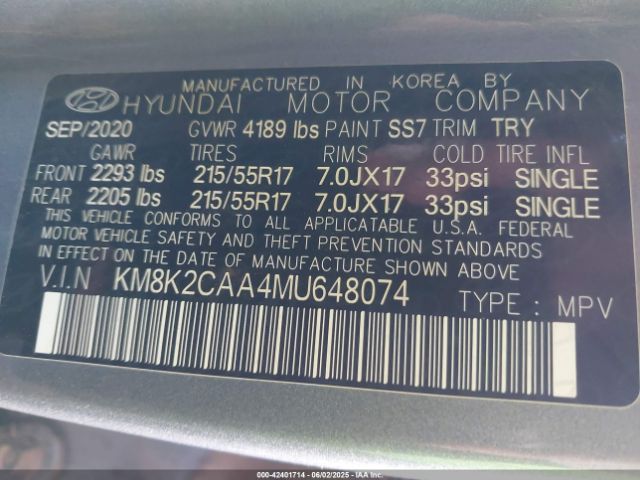 MANUFACTURED IN KOREA BY
HYUNDAI MOTOR COMPANY
SEP/2020 GVWR 4189 lbs PAINT SS7 TRIM TRY
GAWR TIRES RIMS COLD TIRE INFL
FRONT 2293 lbs 215/55R17 7.0JX17 33psi SINGLE
REAR 2205 lbs 215/55R17 7.0JX17 33psi SINGLE
THIS VEHICLE CONFORMS TO ALL APPLICATABLE U.S.A. FEDERAL
MOTOR VEHICLE SAFETY AND THEFT PREVENTION STANDARDS
IN EFFECT ON THE DATE OF MANUFACTURE SHOWN ABOVE
V.I.N KM8K2CAA4MU648074 TYPE : MPV
000-42401714 - 06/02/2025 - IAAI.COM